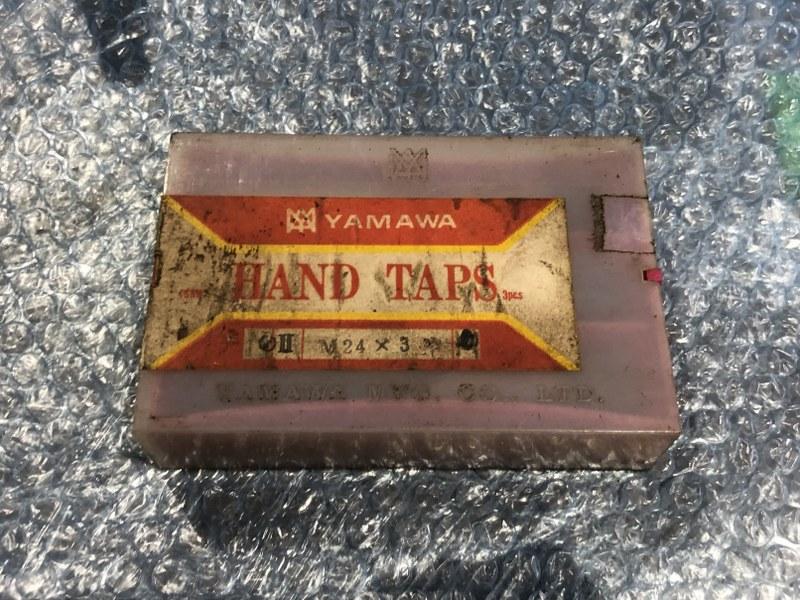 YAMAWA
HAND TAPS
3pcs
II M24 × 3
YAMAWA MFG. CO., LTD.